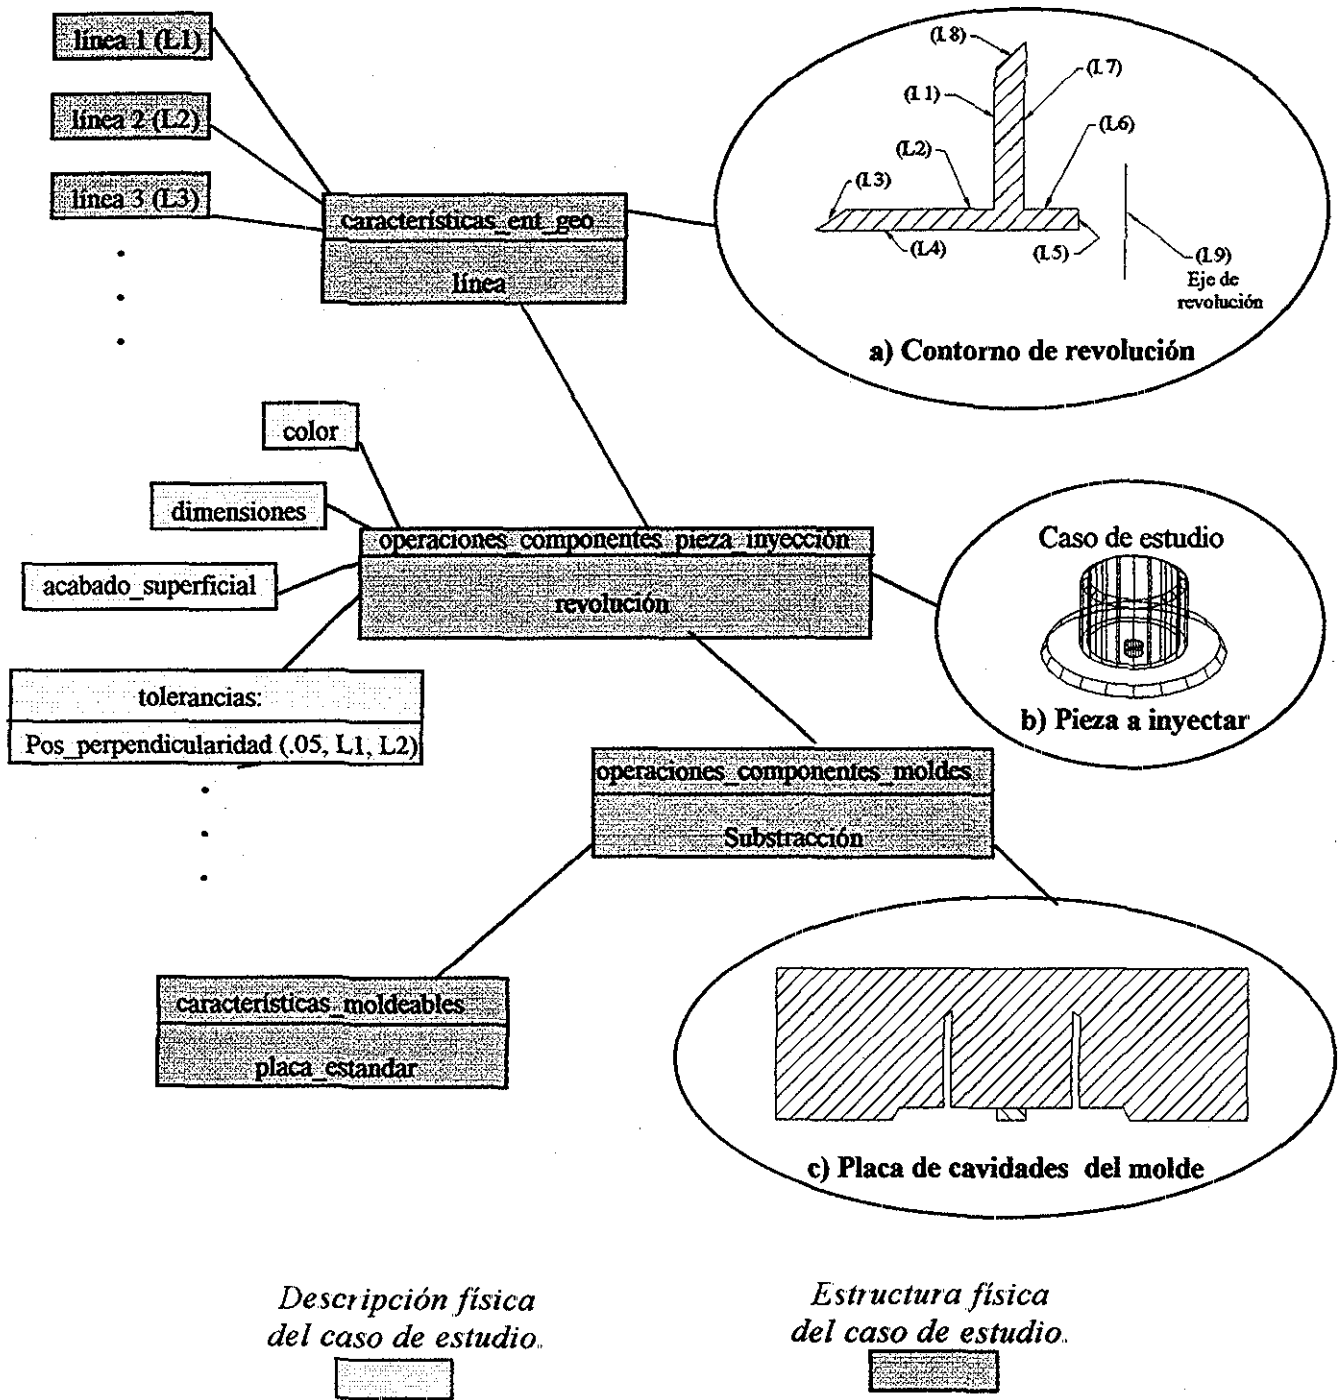 línea 1 (L1)
línea 2 (L2)
línea 3 (L3)
características_ent_geo
línea
(L8)
(L7)
(L1)
(L6)
(L2)
(L3)
(L4)
(L5)
(L9)
Eje de
revolución
a) Contorno de revolución
color
dimensiones
acabado_superficial
operaciones_componentes_pieza_inyección
revolución
tolerancias:
Pos_perpendicularidad (.05, L1, L2)
Caso de estudio
b) Pieza a inyectar
operaciones_componentes_moldes
Substracción
características_moldeables
placa_estandar
c) Placa de cavidades del molde
Descripción física
del caso de estudio.
Estructura física
del caso de estudio.